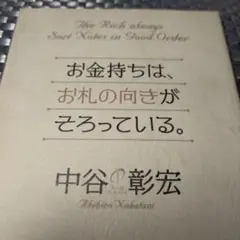 The Rich always
Sort Notes in Good Order
お金持ちは、
お札の向きが
そろっている。
中谷彰宏
Akihiro Nakatani